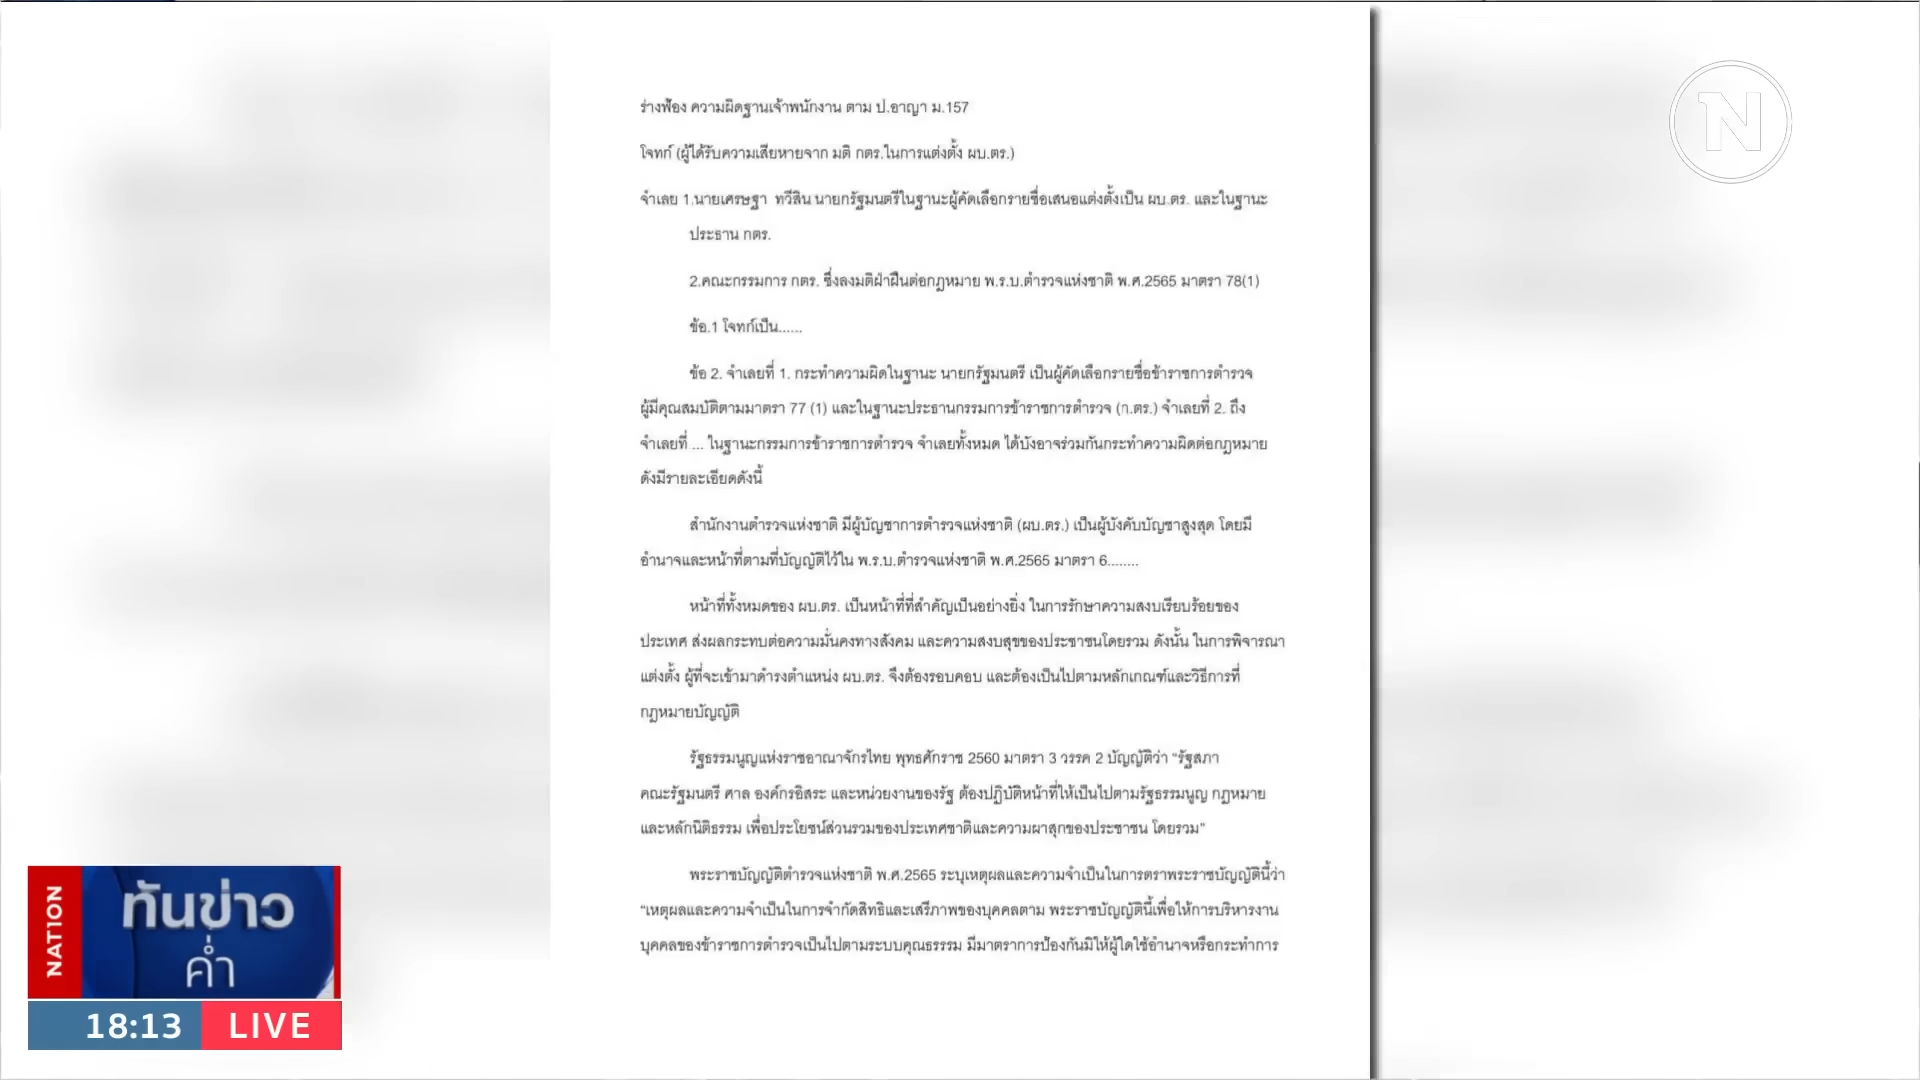 ร่างฟ้อง ความผิดฐานเจ้าพนักงาน ตาม ป.อาญา ม.157
โจทก์ (ผู้ได้รับความเสียหายจาก มติ กตร.ในการแต่งตั้ง ผบ.ตร.)
จำเลย 1.นายเศรษฐา ทวีสิน นายกรัฐมนตรีในฐานะผู้คัดเลือกรายชื่อเสนอแต่งตั้งเป็น ผบ.ตร. และในฐานะ
ประธาน กตร.
2.คณะกรรมการ กตร. ซึ่งลงมติฝ่าฝืนต่อกฎหมาย พ.ร.บ.ตำรวจแห่งชาติ พ.ศ.2565 มาตรา 78(1)
ข้อ.1 โจทก์เป็น......
ข้อ 2. จำเลยที่ 1. กระทำความผิดในฐานะ นายกรัฐมนตรี เป็นผู้คัดเลือกรายชื่อข้าราชการตำรวจ
ผู้มีคุณสมบัติตามมาตรา 77 (1) และในฐานะประธานกรรมการข้าราชการตำรวจ (ก.ตร.) จำเลยที่ 2. ถึง
จำเลยที่ ... ในฐานะกรรมการข้าราชการตำรวจ จำเลยทั้งหมด ได้บังอาจร่วมกันกระทำความผิดต่อกฎหมาย
ดังมีรายละเอียดดังนี้
สำนักงานตำรวจแห่งชาติ มีผู้บัญชาการตำรวจแห่งชาติ (ผบ.ตร.) เป็นผู้บังคับบัญชาสูงสุด โดยมี
อำนาจและหน้าที่ตามที่บัญญัติไว้ใน พ.ร.บ.ตำรวจแห่งชาติ พ.ศ.2565 มาตรา 6........
หน้าที่ทั้งหมดของ ผบ.ตร. เป็นหน้าที่ที่สำคัญเป็นอย่างยิ่ง ในการรักษาความสงบเรียบร้อยของ
ประเทศ ส่งผลกระทบต่อความมั่นคงทางสังคม และความสงบสุขของประชาชนโดยรวม ดังนั้น ในการพิจารณา
แต่งตั้ง ผู้ที่จะเข้ามาดำรงตำแหน่ง ผบ.ตร. จึงต้องรอบคอบ และต้องเป็นไปตามหลักเกณฑ์และวิธีการที่
กฎหมายบัญญัติ
รัฐธรรมนูญแห่งราชอาณาจักรไทย พุทธศักราช 2560 มาตรา 3 วรรค 2 บัญญัติว่า “รัฐสภา
คณะรัฐมนตรี ศาล องค์กรอิสระ และหน่วยงานของรัฐ ต้องปฏิบัติหน้าที่ให้เป็นไปตามรัฐธรรมนูญ กฎหมาย
และหลักนิติธรรม เพื่อประโยชน์ส่วนรวมของประเทศชาติและความผาสุกของประชาชน โดยรวม”
พระราชบัญญัติตำรวจแห่งชาติ พ.ศ.2565 ระบุเหตุผลและความจำเป็นในการตราพระราชบัญญัตินี้ว่า
“เหตุผลและความจำเป็นในการจำกัดสิทธิและเสรีภาพของบุคคลตาม พระราชบัญญัตินี้เพื่อให้การบริหารงาน
บุคคลของข้าราชการตำรวจเป็นไปตามระบบคุณธรรรม มีมาตราการป้องกันมิให้ผู้ใดใช้อำนาจหรือกระทำการ
N
NATION
ทันข่าว
ค่ำ
18:13 LIVE